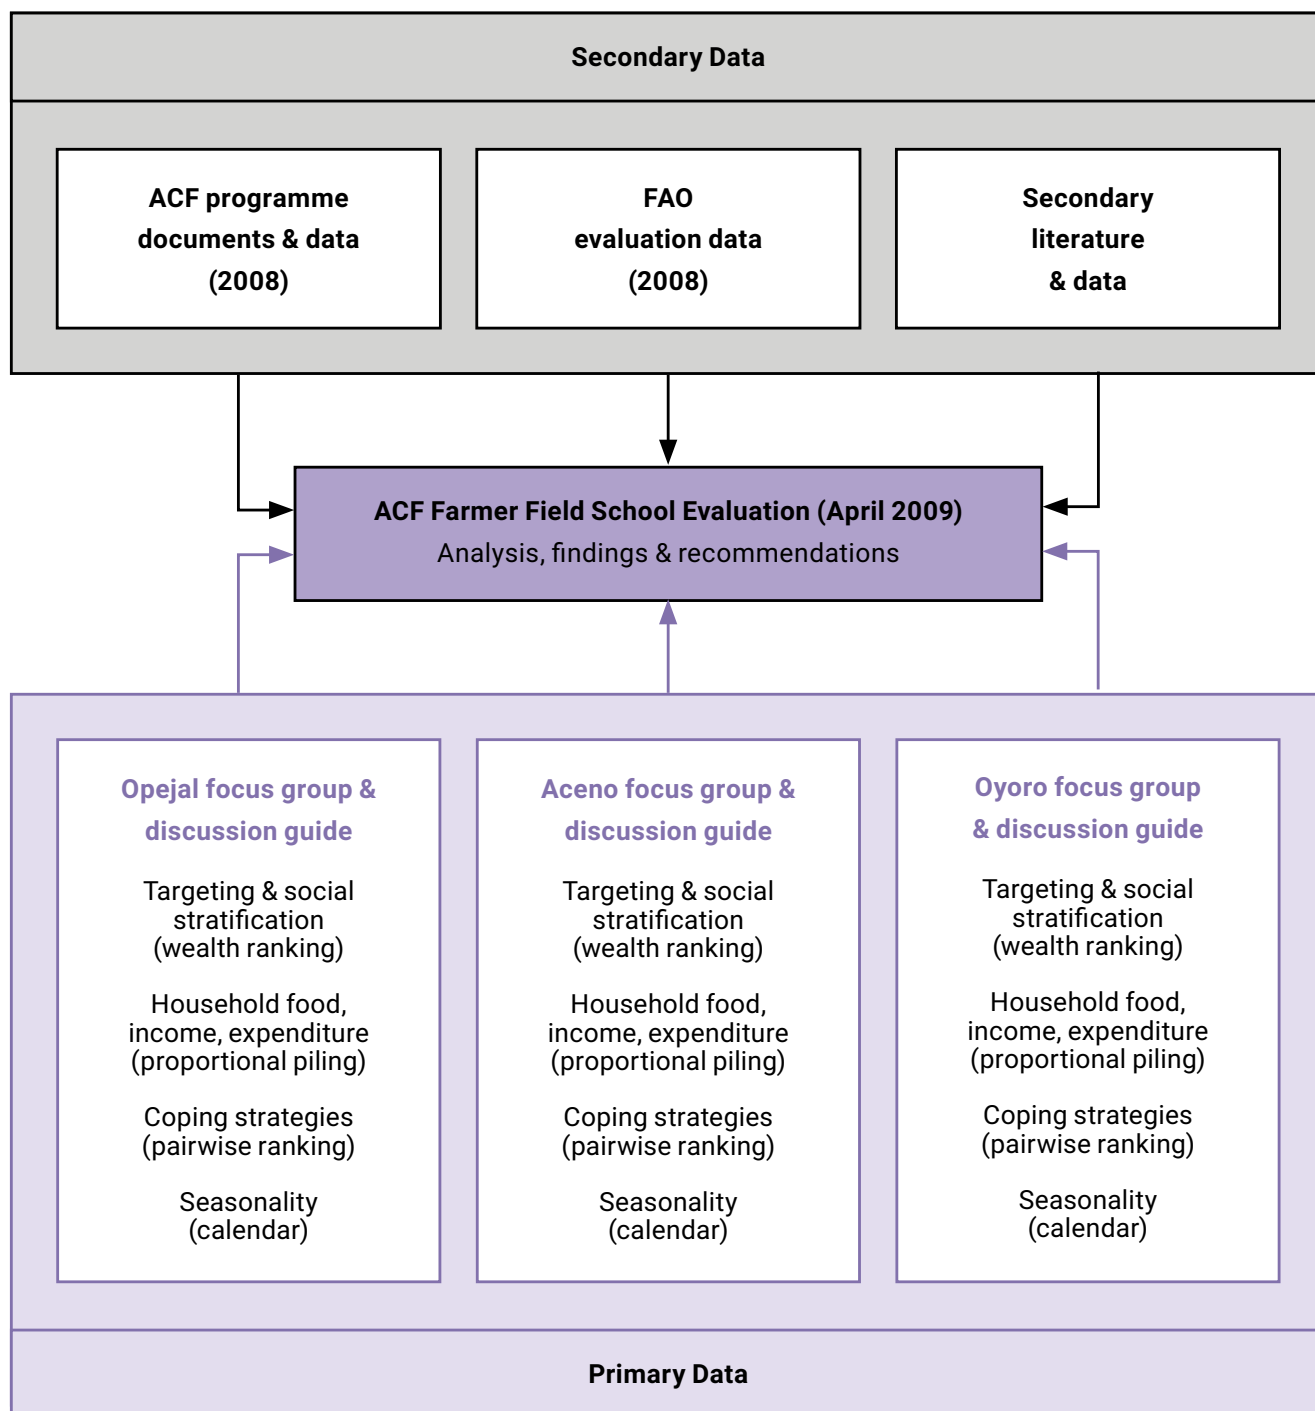 Secondary Data
ACF programme
documents & data
(2008)
FAO
evaluation data
(2008)
Secondary
literature
& data
ACF Farmer Field School Evaluation (April 2009)
Analysis, findings & recommendations
Opejal focus group &
discussion guide
Targeting & social
stratification
(wealth ranking)
Household food,
income, expenditure
(proportional piling)
Coping strategies
(pairwise ranking)
Seasonality
(calendar)
Aceno focus group &
discussion guide
Targeting & social
stratification
(wealth ranking)
Household food,
income, expenditure
(proportional piling)
Coping strategies
(pairwise ranking)
Seasonality
(calendar)
Oyoro focus group
& discussion guide
Targeting & social
stratification
(wealth ranking)
Household food,
income, expenditure
(proportional piling)
Coping strategies
(pairwise ranking)
Seasonality
(calendar)
Primary Data